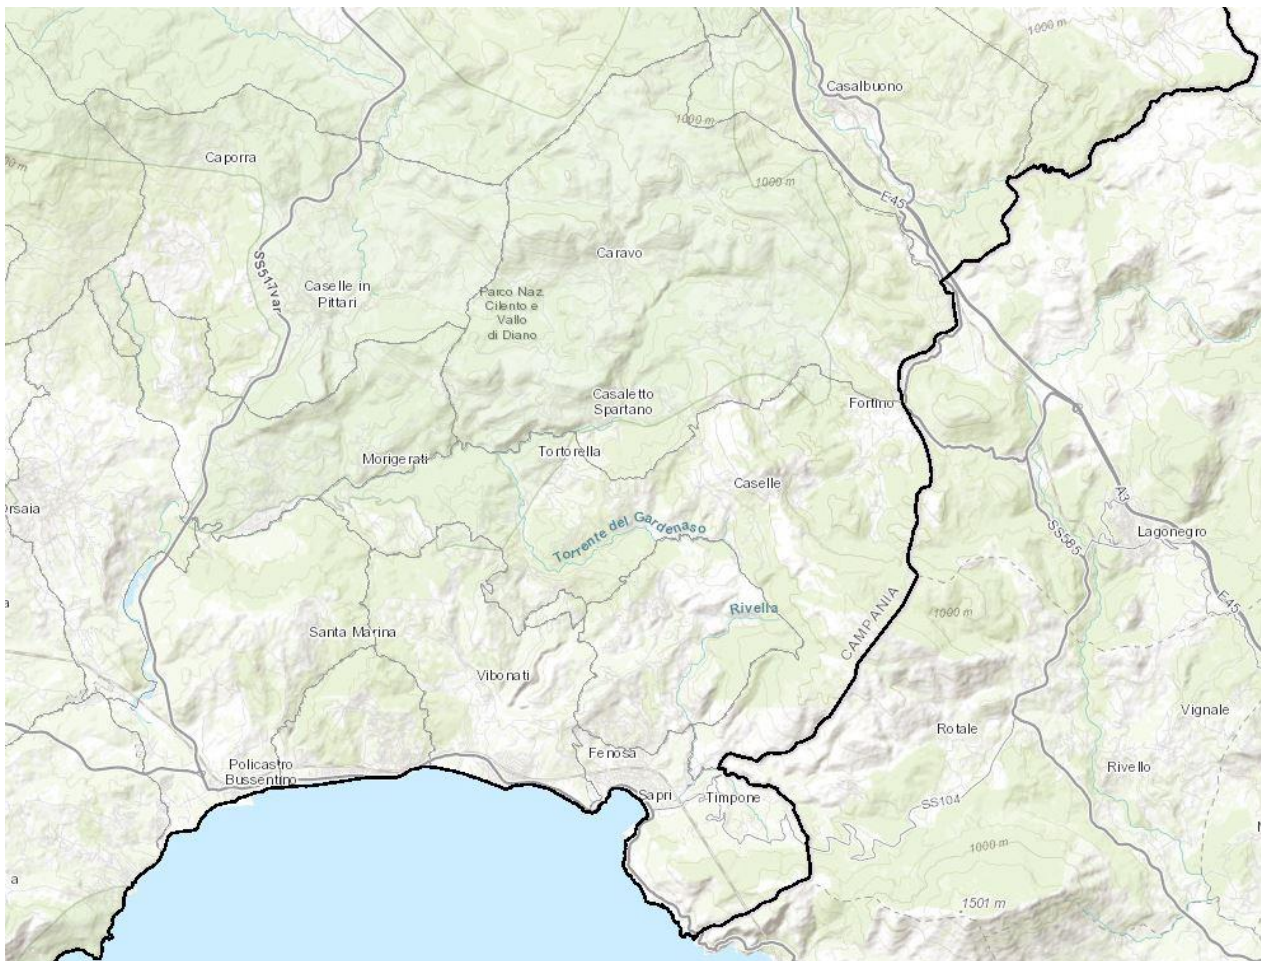 1000 m
Casalbuono
1000 m
Caporra
1000 m
E45
Caravo
SS517var
Caselle in
Pittari
Parco Naz.
Cilento e
Vallo
di Diano
Casaletto
Spartano
Fortino
Tortorella
Morigerati
Caselle
A3
rsaia
Torrente del Gardenaso
SS585
Lagonegro
a
Rivella
CAMPANIA
1000 m
E45
Santa Marina
Vibonati
Vignale
Rotale
Fenosa
Policastro
Bussentino
Rivello
Sapri
Timpone
SS104
1000 m
a
1501 m